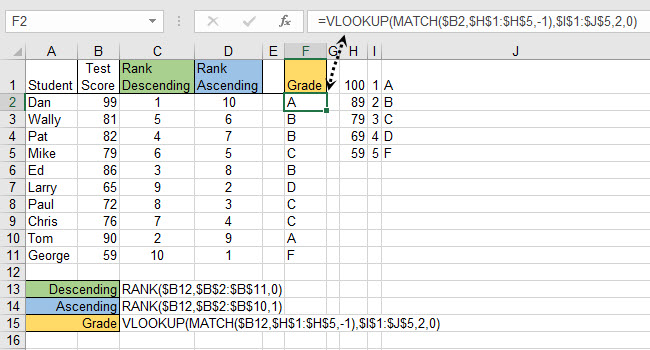 F2 fx =VLOOKUP(MATCH($B2,$H$1:$H$5,-1),$I$1:$J$5,2,0)
A B C D E F G H I J
1 Student Test Score Rank Descending Rank Ascending Grade 100 1 A
2 Dan 99 1 10 A 89 2 B
3 Wally 81 5 6 B 79 3 C
4 Pat 82 4 7 B 69 4 D
5 Mike 79 6 5 C 59 5 F
6 Ed 86 3 8 B
7 Larry 65 9 2 D
8 Paul 72 8 3 C
9 Chris 76 7 4 C
10 Tom 90 2 9 A
11 George 59 10 1 F
12
13 Descending RANK($B12,$B$2:$B$11,0)
14 Ascending RANK($B12,$B$2:$B$10,1)
15 Grade VLOOKUP(MATCH($B12,$H$1:$H$5,-1),$I$1:$J$5,2,0)
16